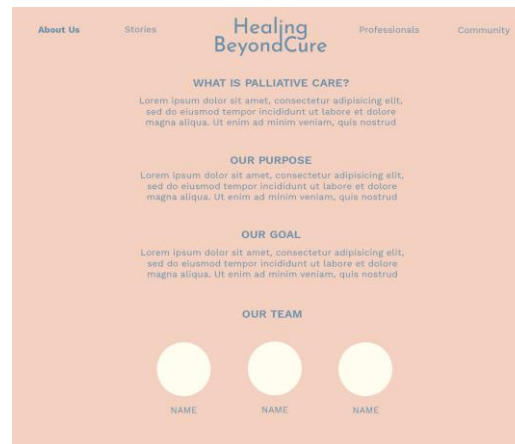 About Us Stories Healing BeyondCure Professionals Community
WHAT IS PALLIATIVE CARE?
Lorem ipsum dolor sit amet, consectetur adipisicing elit,
sed do eiusmod tempor incididunt ut labore et dolore
magna aliqua. Ut enim ad minim veniam, quis nostrud
OUR PURPOSE
Lorem ipsum dolor sit amet, consectetur adipisicing elit,
sed do eiusmod tempor incididunt ut labore et dolore
magna aliqua. Ut enim ad minim veniam, quis nostrud
OUR GOAL
Lorem ipsum dolor sit amet, consectetur adipisicing elit,
sed do eiusmod tempor incididunt ut labore et dolore
magna aliqua. Ut enim ad minim veniam, quis nostrud
OUR TEAM
NAME NAME NAME